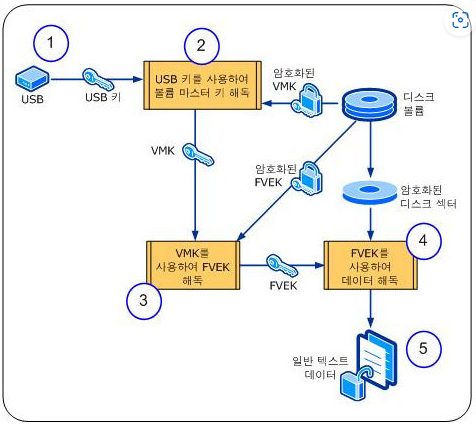 1
USB
USB 키
2
USB 키를 사용하여
볼륨 미스터 키 해독
암호화된
VMK
디스크
볼륨
VMK
암호화된
FVEK
암호화된
디스크 섹터
VMK를
사용하여 FVEK
해독
3
FVEK
FVEK를
사용하여
데이터 해독
4
일반 텍스트
데이터
5